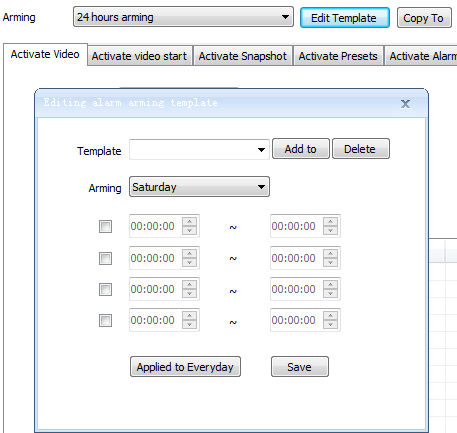 Arming 24 hours arming Edit Template Copy To
Activate Video Activate video start Activate Snapshot Activate Presets Activate Alarm
Editing alarm arming template x
Template Add to Delete
Arming Saturday
00:00:00 ~ 00:00:00
00:00:00 ~ 00:00:00
00:00:00 ~ 00:00:00
00:00:00 ~ 00:00:00
Applied to Everyday Save